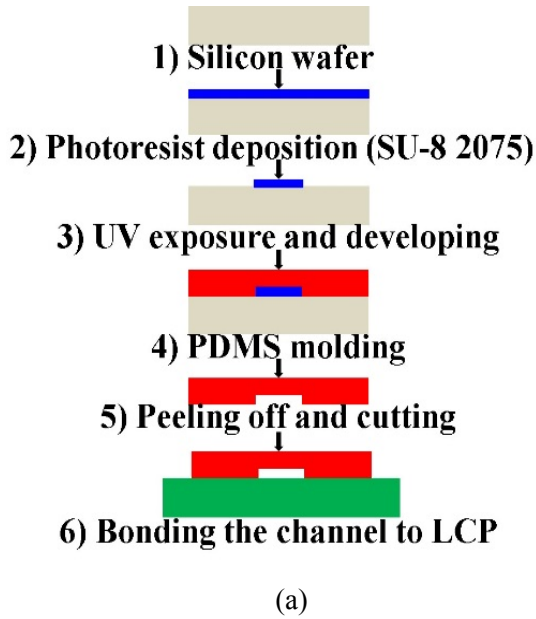 1) Silicon wafer
2) Photoresist deposition (SU-8 2075)
3) UV exposure and developing
4) PDMS molding
5) Peeling off and cutting
6) Bonding the channel to LCP
(a)